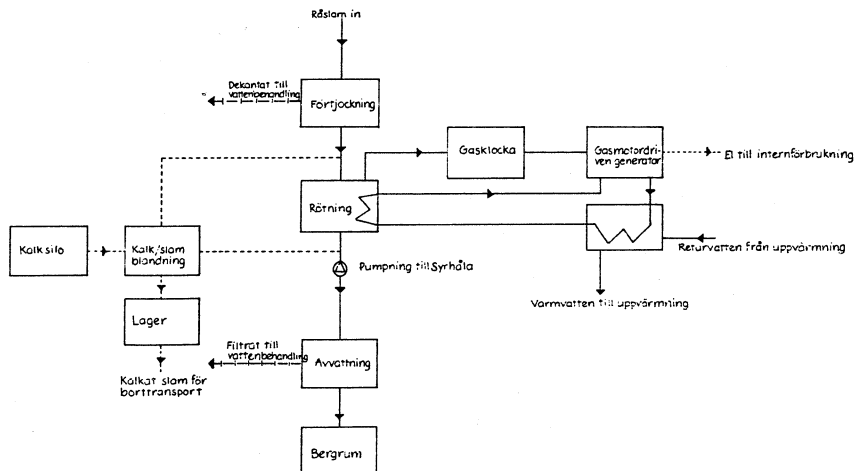 Råslam in
Dekantat till
vattenbehandling
Förtjockning
Gasklocka
Gasmotordri-
ven generator
El till internförbrukning
Rötning
Kalksilo
Kalk/slam
blandning
Returvatten från uppvärmning
Pumpning till Syrhåla
Varmvatten till uppvärmning
Lager
Filtrat till
vattenbehandling
Avvattning
Kalkat slam för
borttransport
Bergrum